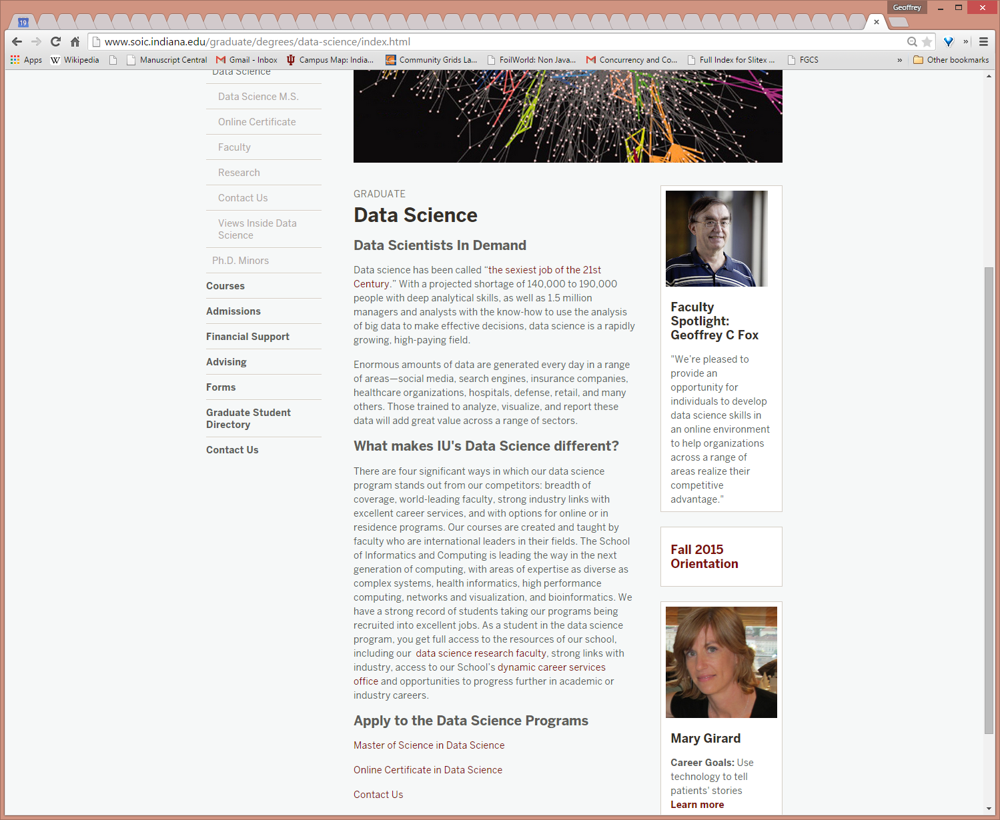 Geoffrey
19
www.soic.indiana.edu/graduate/degrees/data-science/index.html
Apps
Wikipedia
Manuscript Central
Gmail - Inbox
Campus Map: India...
Community Grids La...
FoilWorld: Non Java...
Concurrency and Co...
Full Index for Slitex ...
FGCS
»
Other bookmarks
Data Science
Data Science M.S.
Online Certificate
Faculty
Research
Contact Us
Views Inside Data
Science
Ph.D. Minors
Courses
Admissions
Financial Support
Advising
Forms
Graduate Student
Directory
Contact Us
GRADUATE
Data Science
Data Scientists In Demand
Data science has been called “the sexiest job of the 21st
Century.” With a projected shortage of 140,000 to 190,000
people with deep analytical skills, as well as 1.5 million
managers and analysts with the know-how to use the analysis
of big data to make effective decisions, data science is a rapidly
growing, high-paying field.
Enormous amounts of data are generated every day in a range
of areas—social media, search engines, insurance companies,
healthcare organizations, hospitals, defense, retail, and many
others. Those trained to analyze, visualize, and report these
data will add great value across a range of sectors.
What makes IU's Data Science different?
There are four significant ways in which our data science
program stands out from our competitors: breadth of
coverage, world-leading faculty, strong industry links with
excellent career services, and with options for online or in
residence programs. Our courses are created and taught by
faculty who are international leaders in their fields. The School
of Informatics and Computing is leading the way in the next
generation of computing, with areas of expertise as diverse as
complex systems, health informatics, high performance
computing, networks and visualization, and bioinformatics. We
have a strong record of students taking our programs being
recruited into excellent jobs. As a student in the data science
program, you get full access to the resources of our school,
including our data science research faculty, strong links with
industry, access to our School’s dynamic career services
office and opportunities to progress further in academic or
industry careers.
Apply to the Data Science Programs
Master of Science in Data Science
Online Certificate in Data Science
Contact Us
Faculty
Spotlight:
Geoffrey C Fox
"We’re pleased to
provide an
opportunity for
individuals to develop
data science skills in
an online environment
to help organizations
across a range of
areas realize their
competitive
advantage."
Fall 2015
Orientation
Mary Girard
Career Goals: Use
technology to tell
patients' stories
Learn more